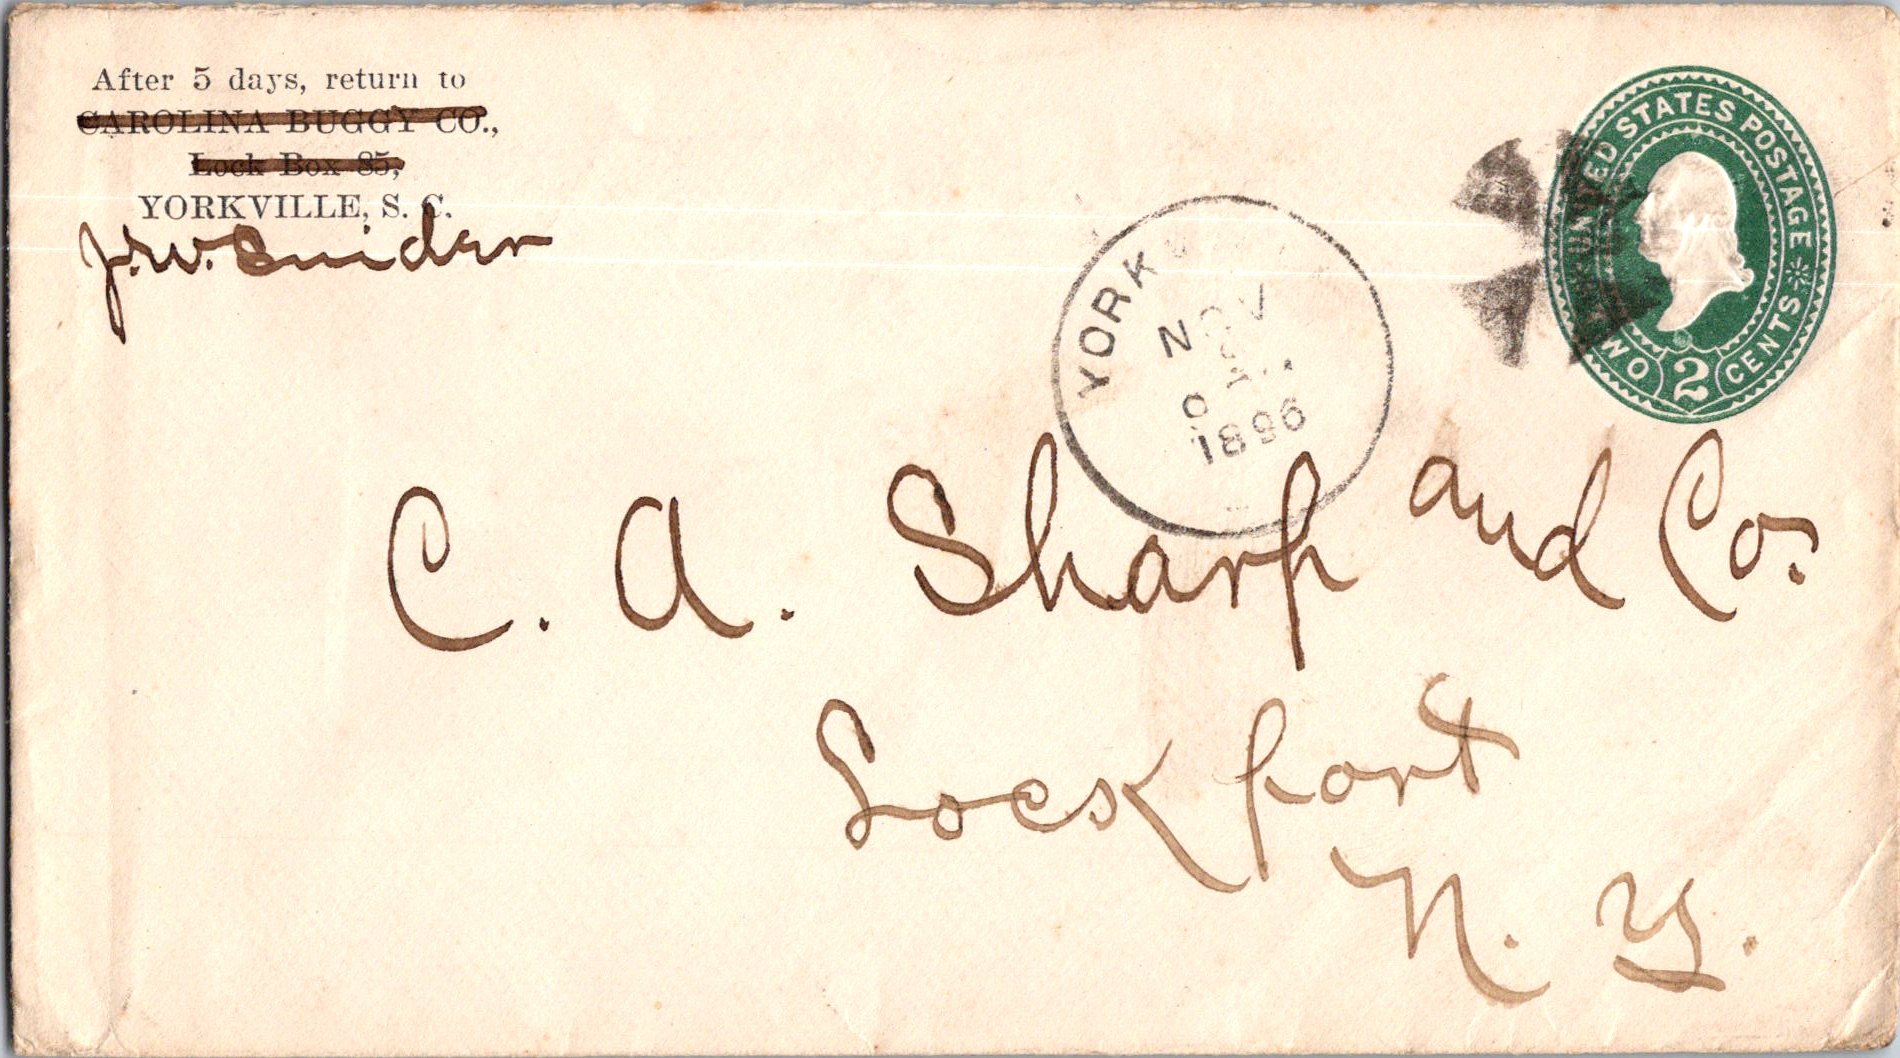 After 5 days, return to
CAROLINA BUGGY CO.,
Lock Box 85,
YORKVILLE, S. C.
J. W. Snider
UNITED STATES POSTAGE
TWO 2 CENTS
YORK
NOV
1896
C. A. Sharp and Co.
Lockport
N. Y.